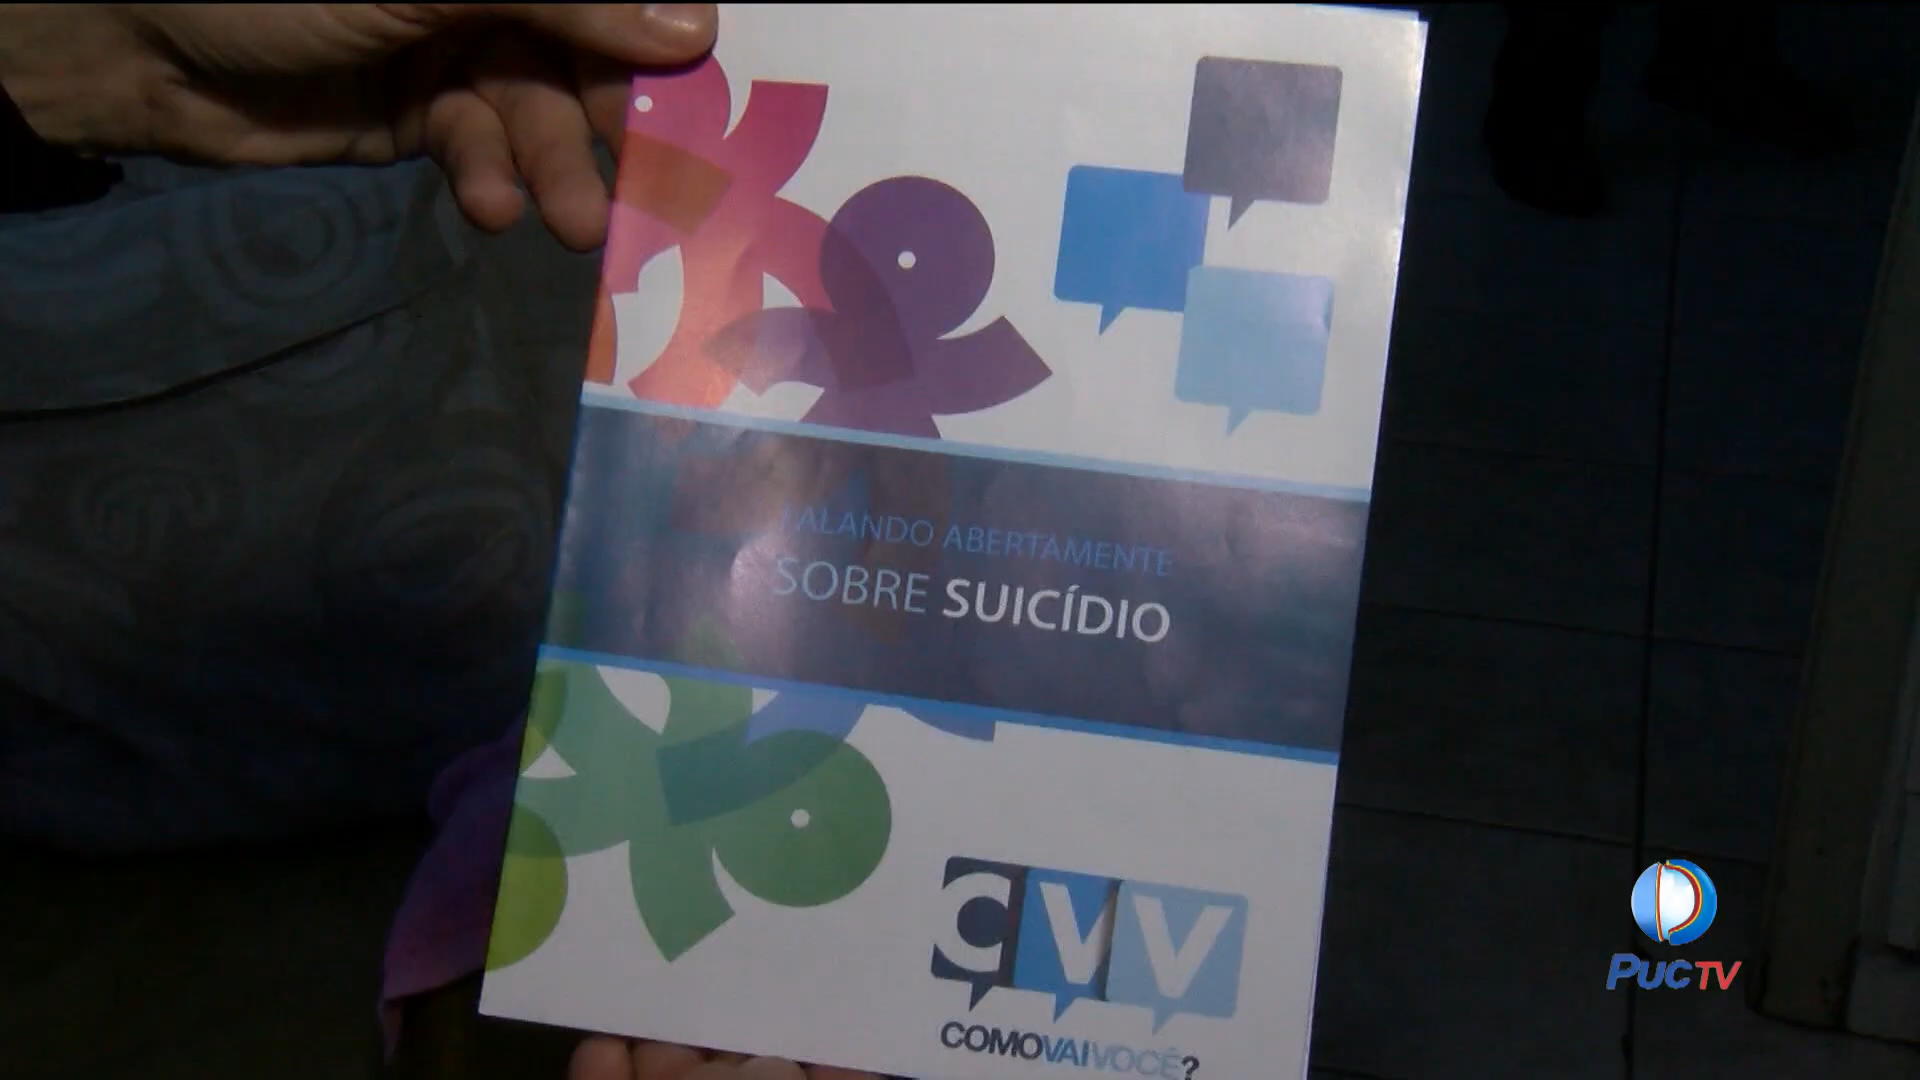 FALANDO ABERTAMENTE
SOBRE SUICÍDIO
CVV
COMOVAIVOCÊ?
PUCTV